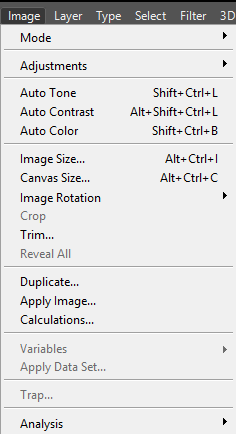 Image Layer Type Select Filter 3D
Mode
Adjustments
Auto Tone Shift+Ctrl+L
Auto Contrast Alt+Shift+Ctrl+L
Auto Color Shift+Ctrl+B
Image Size... Alt+Ctrl+I
Canvas Size... Alt+Ctrl+C
Image Rotation
Crop
Trim...
Reveal All
Duplicate...
Apply Image...
Calculations...
Variables
Apply Data Set...
Trap...
Analysis